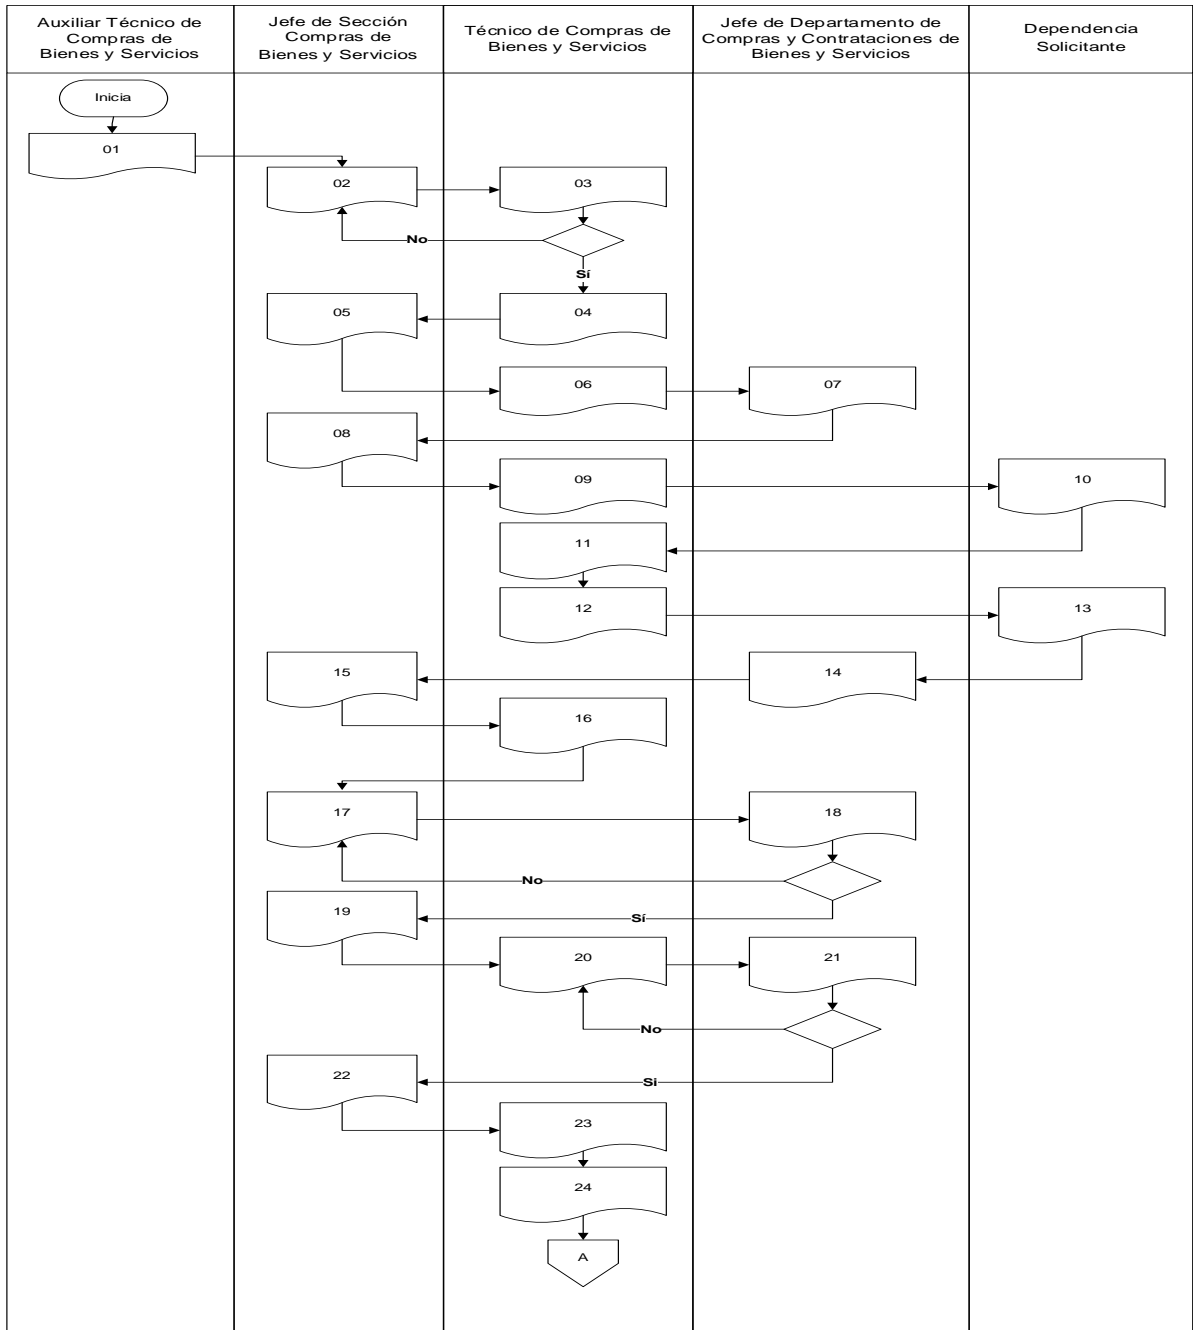 Auxiliar Técnico de
Compras de
Bienes y Servicios
Jefe de Sección
Compras de
Bienes y Servicios
Técnico de Compras de
Bienes y Servicios
Jefe de Departamento de
Compras y Contrataciones de
Bienes y Servicios
Dependencia
Solicitante
Inicia
01
02
03
No
Sí
05
04
06
07
08
09
10
11
12
13
15
14
16
17
18
No
19
Sí
20
21
No
22
Si
23
24
A